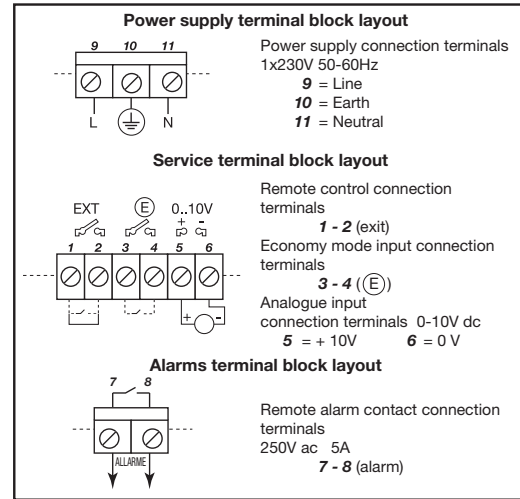 Power supply terminal block layout
9 10 11
L N
Power supply connection terminals
1x230V 50-60Hz
9 = Line
10 = Earth
11 = Neutral
Service terminal block layout
EXT E 0..10V
+ -
1 2 3 4 5 6
+ -
Remote control connection
terminals
1 - 2 (exit)
Economy mode input connection
terminals
3 - 4 (E)
Analogue input
connection terminals 0-10V dc
5 = + 10V 6 = 0 V
Alarms terminal block layout
7 8
ALLARME
Remote alarm contact connection
terminals
250V ac 5A
7 - 8 (alarm)